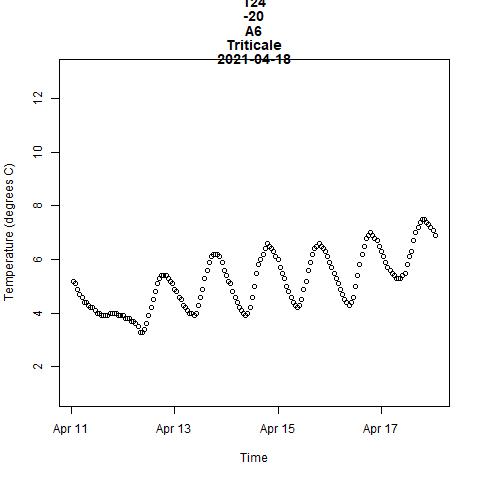 124
-20
A6
Triticale
2021-04-18
Temperature (degrees C)
12
10
8
6
4
2
Apr 11
Apr 13
Apr 15
Apr 17
Time